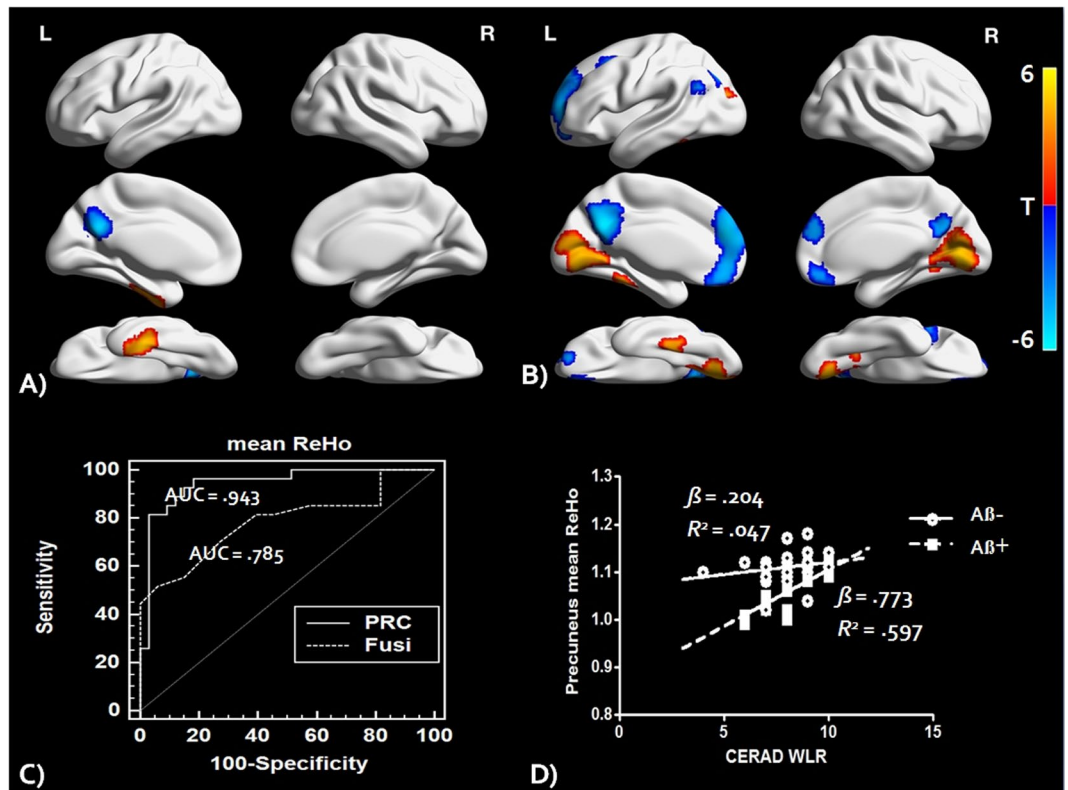 L
R
L
R
6
T
-6
A)
B)
mean ReHo
Sensitivity
100
80
60
40
20
0
AUC = .943
AUC = .785
PRC
Fusi
0
20
40
60
80
100
100-Specificity
C)
Precuneus mean ReHo
1.3
1.2
1.1
1.0
0.9
0.8
ß = .204
R² = .047
Aß-
Aß+
ß = .773
R² = .597
0
5
10
15
CERAD WLR
D)